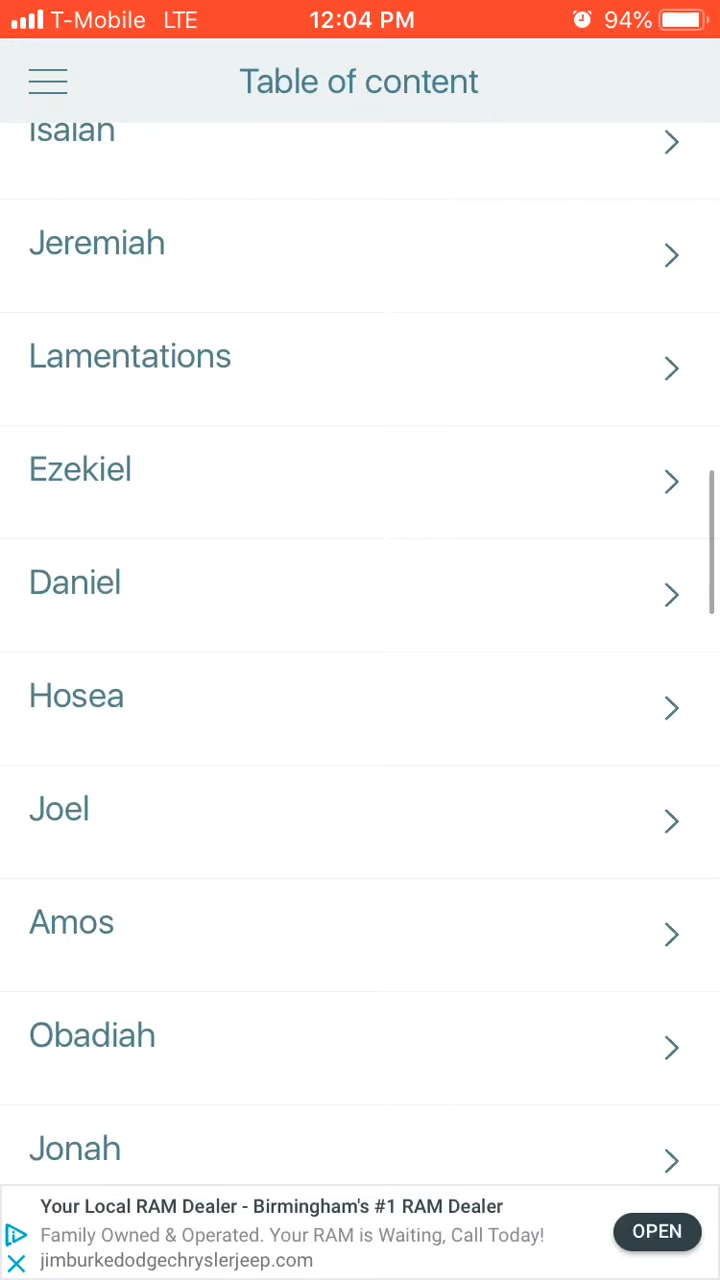 T-Mobile LTE 12:04 PM 94%
Table of content
Isaiah
Jeremiah
Lamentations
Ezekiel
Daniel
Hosea
Joel
Amos
Obadiah
Jonah
Your Local RAM Dealer - Birmingham's #1 RAM Dealer
Family Owned & Operated. Your RAM is Waiting, Call Today!
jimburkedodgechryslerjeep.com
OPEN